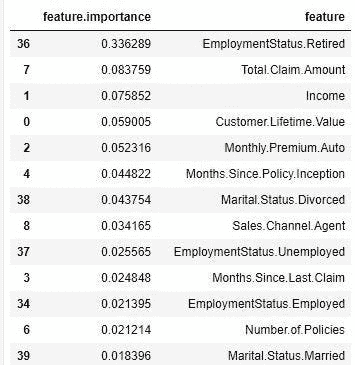 feature.importance feature
36 0.336289 EmploymentStatus.Retired
7 0.083759 Total.Claim.Amount
1 0.075852 Income
0 0.059005 Customer.Lifetime.Value
2 0.052316 Monthly.Premium.Auto
4 0.044822 Months.Since.Policy.Inception
38 0.043754 Marital.Status.Divorced
8 0.034165 Sales.Channel.Agent
37 0.025565 EmploymentStatus.Unemployed
3 0.024848 Months.Since.Last.Claim
34 0.021395 EmploymentStatus.Employed
6 0.021214 Number.of.Policies
39 0.018396 Marital.Status.Married